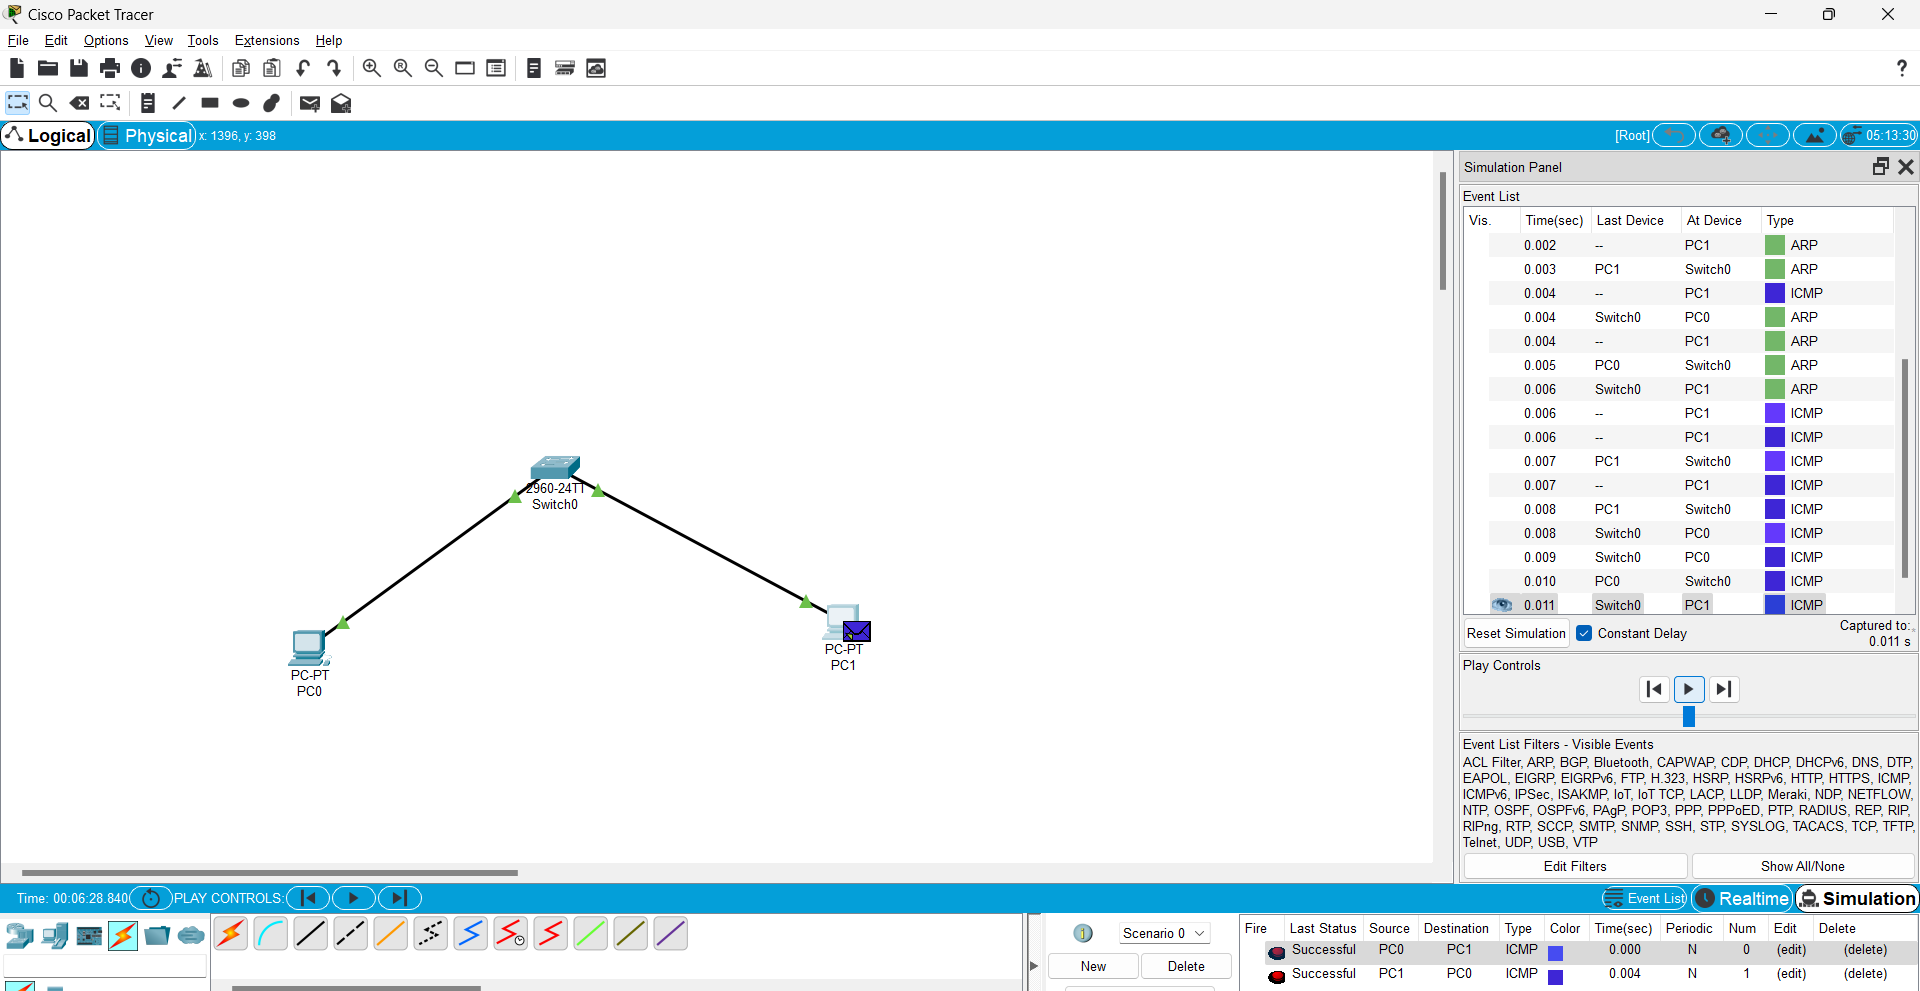 Cisco Packet Tracer
File Edit Options View Tools Extensions Help
?
Logical Physical x: 1396, y: 398 [Root] 05:13:30
Simulation Panel
Event List
Vis. Time(sec) Last Device At Device Type
0.002 -- PC1 ARP
0.003 PC1 Switch0 ARP
0.004 -- PC1 ICMP
0.004 Switch0 PC0 ARP
0.004 -- PC1 ARP
0.005 PC0 Switch0 ARP
0.006 Switch0 PC1 ARP
0.006 -- PC1 ICMP
0.006 -- PC1 ICMP
0.007 PC1 Switch0 ICMP
0.007 -- PC1 ICMP
0.008 PC1 Switch0 ICMP
0.008 Switch0 PC0 ICMP
0.009 Switch0 PC0 ICMP
0.010 PC0 Switch0 ICMP
0.011 Switch0 PC1 ICMP
Reset Simulation Constant Delay Captured to:
0.011 s
Play Controls
Event List Filters - Visible Events
ACL Filter, ARP, BGP, Bluetooth, CAPWAP, CDP, DHCP, DHCPv6, DNS, DTP,
EAPOL, EIGRP, EIGRPv6, FTP, H.323, HSRP, HSRPv6, HTTP, HTTPS, ICMP,
ICMPv6, IPSec, ISAKMP, IoT, IoT TCP, LACP, LLDP, Meraki, NDP, NETFLOW,
NTP, OSPF, OSPFv6, PAgP, POP3, PPP, PPPoED, PTP, RADIUS, REP, RIP,
RIPng, RTP, SCCP, SMTP, SNMP, SSH, STP, SYSLOG, TACACS, TCP, TFTP,
Telnet, UDP, USB, VTP
Edit Filters Show All/None
2960-24TT
Switch0
PC-PT
PC0
PC-PT
PC1
Time: 00:06:28.840 PLAY CONTROLS: Event List Realtime Simulation
1 Scenario 0
New Delete
Fire Last Status Source Destination Type Color Time(sec) Periodic Num Edit Delete
Successful PC0 PC1 ICMP 0.000 N 0 (edit) (delete)
Successful PC1 PC0 ICMP 0.004 N 1 (edit) (delete)